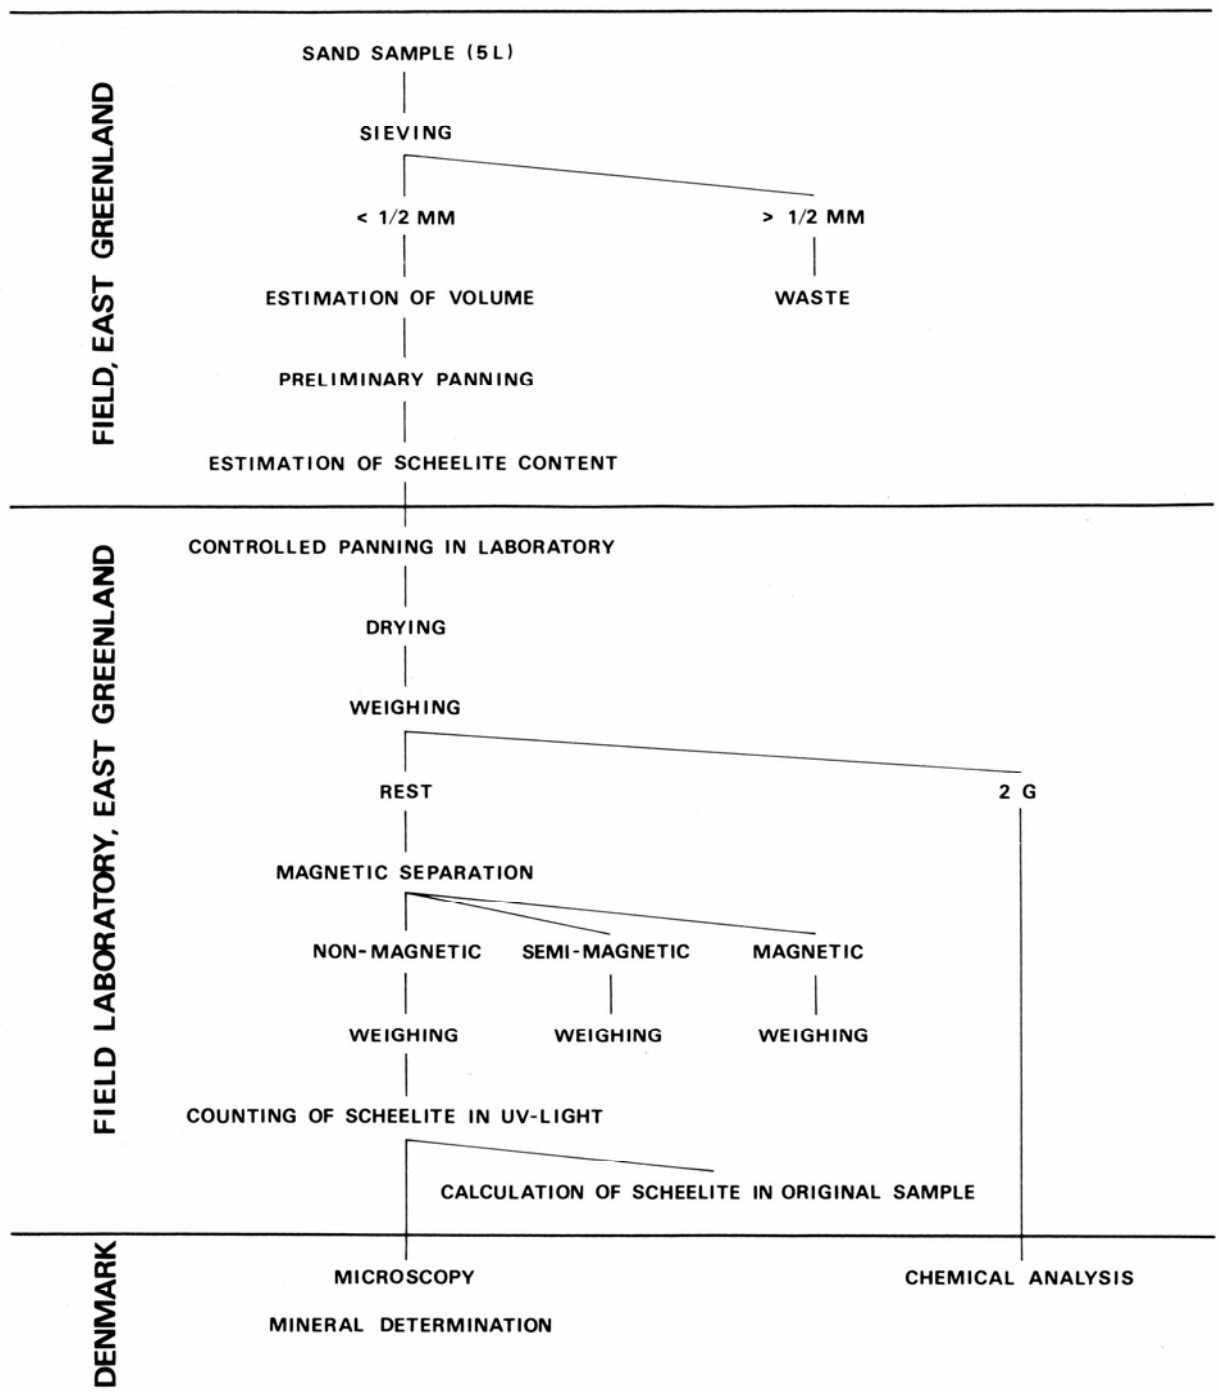 FIELD, EAST GREENLAND
SAND SAMPLE (5 L)
SIEVING
< 1/2 MM
> 1/2 MM
ESTIMATION OF VOLUME
WASTE
PRELIMINARY PANNING
ESTIMATION OF SCHEELITE CONTENT
FIELD LABORATORY, EAST GREENLAND
CONTROLLED PANNING IN LABORATORY
DRYING
WEIGHING
REST
2 G
MAGNETIC SEPARATION
NON-MAGNETIC
SEMI-MAGNETIC
MAGNETIC
WEIGHING
WEIGHING
WEIGHING
COUNTING OF SCHEELITE IN UV-LIGHT
CALCULATION OF SCHEELITE IN ORIGINAL SAMPLE
DENMARK
MICROSCOPY
CHEMICAL ANALYSIS
MINERAL DETERMINATION